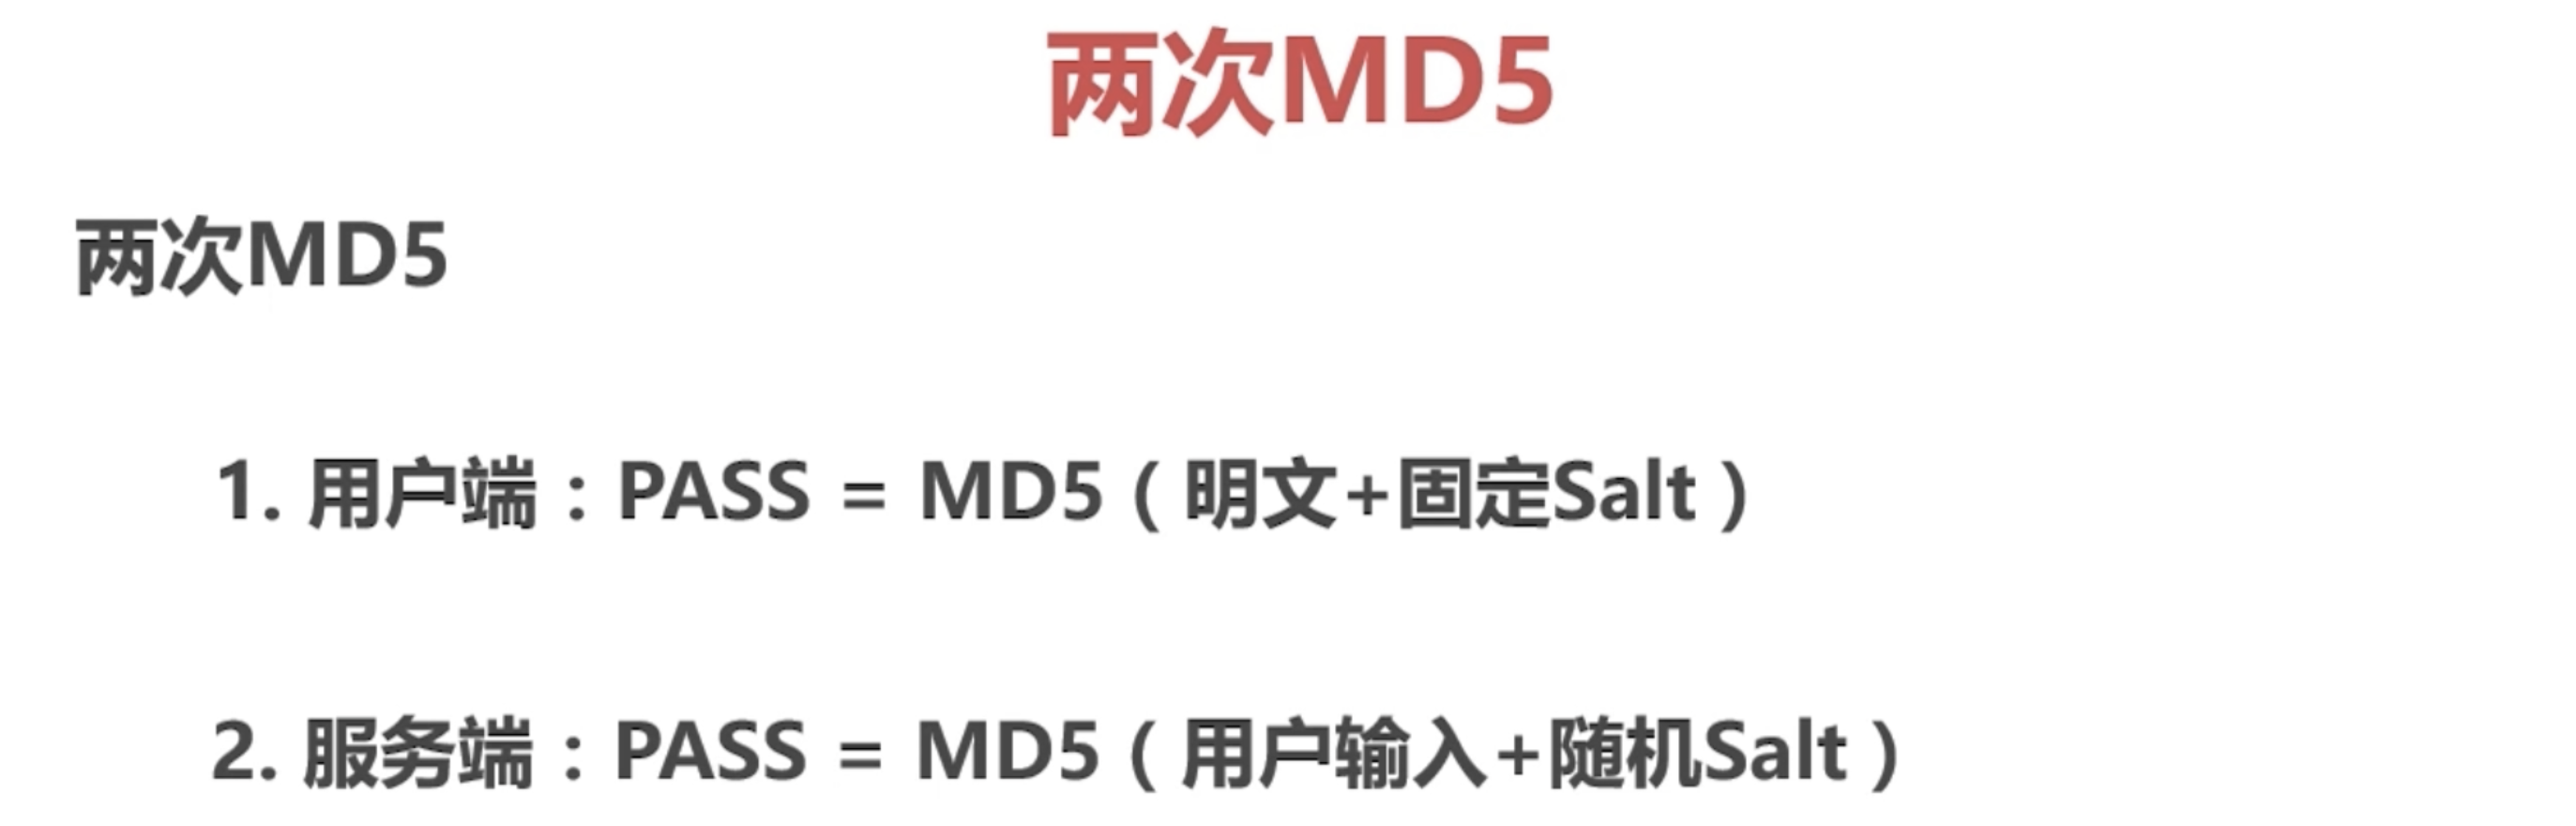 两次MD5
两次MD5
1. 用户端：PASS = MD5（明文+固定Salt）
2. 服务端：PASS = MD5（用户输入+随机Salt）